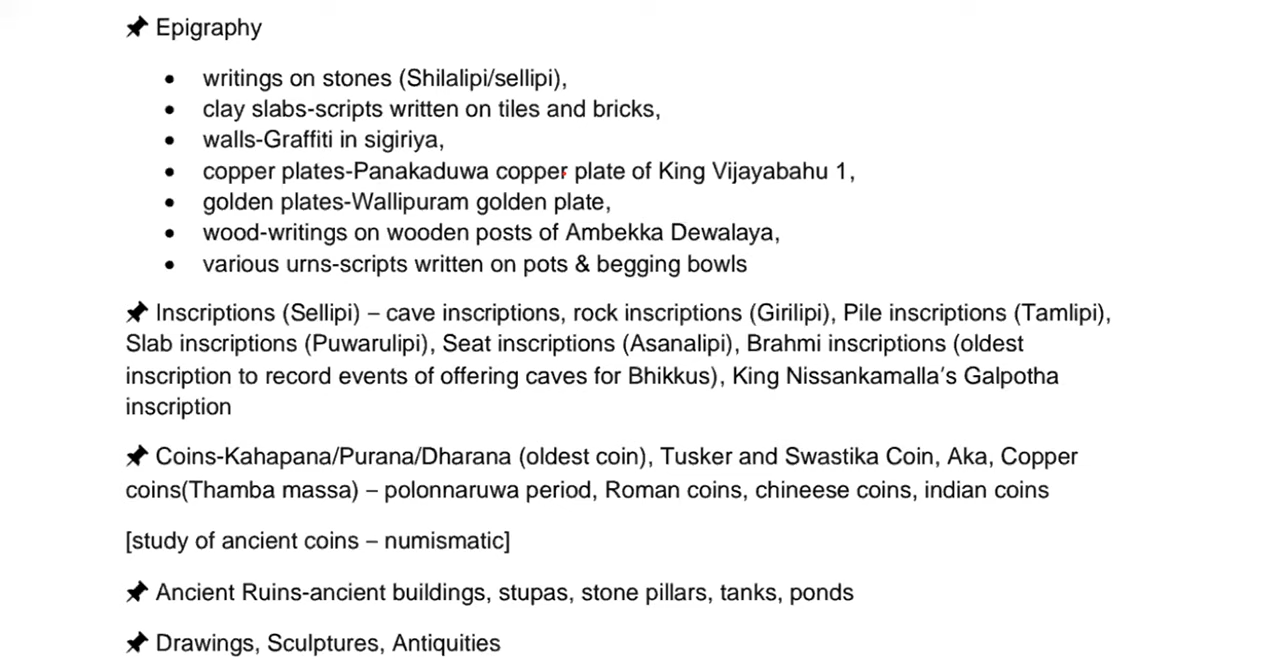 📌 Epigraphy
• writings on stones (Shilalipi/sellipi),
• clay slabs-scripts written on tiles and bricks,
• walls-Graffiti in sigiriya,
• copper plates-Panakaduwa copper plate of King Vijayabahu 1,
• golden plates-Wallipuram golden plate,
• wood-writings on wooden posts of Ambekka Dewalaya,
• various urns-scripts written on pots & begging bowls
📌 Inscriptions (Sellipi) – cave inscriptions, rock inscriptions (Girilipi), Pile inscriptions (Tamlipi),
Slab inscriptions (Puwarulipi), Seat inscriptions (Asanalipi), Brahmi inscriptions (oldest
inscription to record events of offering caves for Bhikkus), King Nissankamalla’s Galpotha
inscription
📌 Coins-Kahapana/Purana/Dharana (oldest coin), Tusker and Swastika Coin, Aka, Copper
coins(Thamba massa) – polonnaruwa period, Roman coins, chineese coins, indian coins
[study of ancient coins – numismatic]
📌 Ancient Ruins-ancient buildings, stupas, stone pillars, tanks, ponds
📌 Drawings, Sculptures, Antiquities